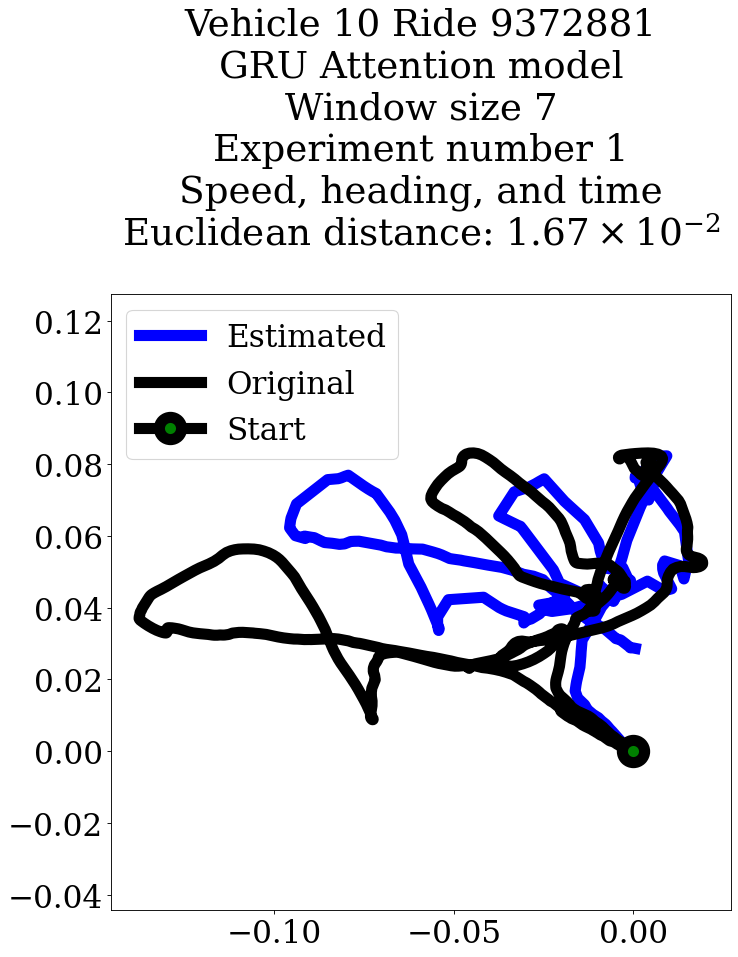 Vehicle 10 Ride 9372881
GRU Attention model
Window size 7
Experiment number 1
Speed, heading, and time
Euclidean distance: 1.67 × 10⁻²
Estimated
Original
Start
0.12
0.10
0.08
0.06
0.04
0.02
0.00
−0.02
−0.04
−0.10
−0.05
0.00